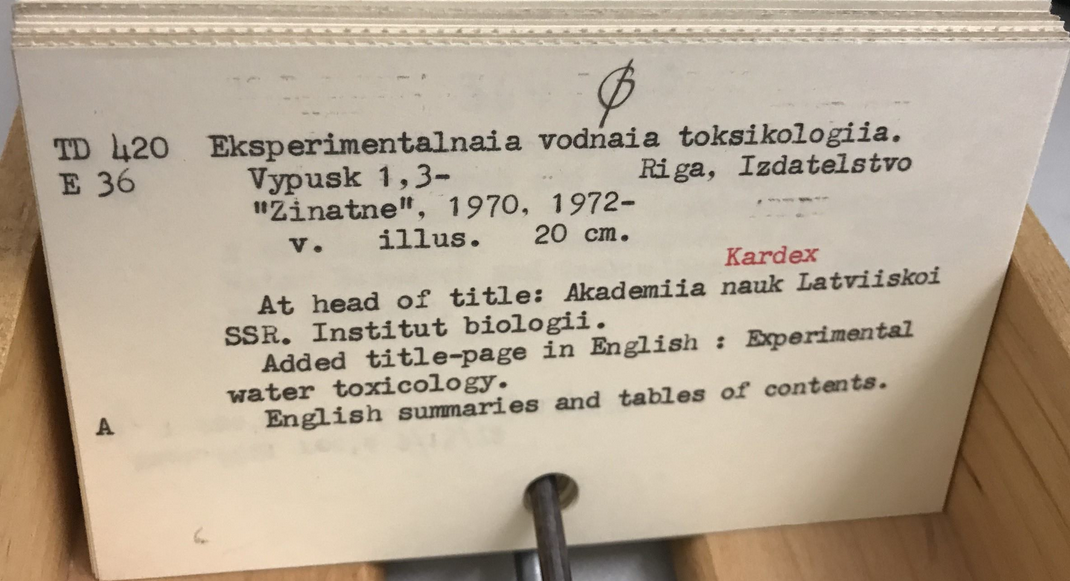 TD 420 Eksperimentalnaia vodnaia toksikologiia.
E 36 Vypusk 1,3- Riga, Izdatelstvo
"Zinatne", 1970, 1972-
v. illus. 20 cm.
Kardex
At head of title: Akademiia nauk Latviiskoi
SSR. Institut biologii.
Added title-page in English : Experimental
water toxicology.
English summaries and tables of contents.
A